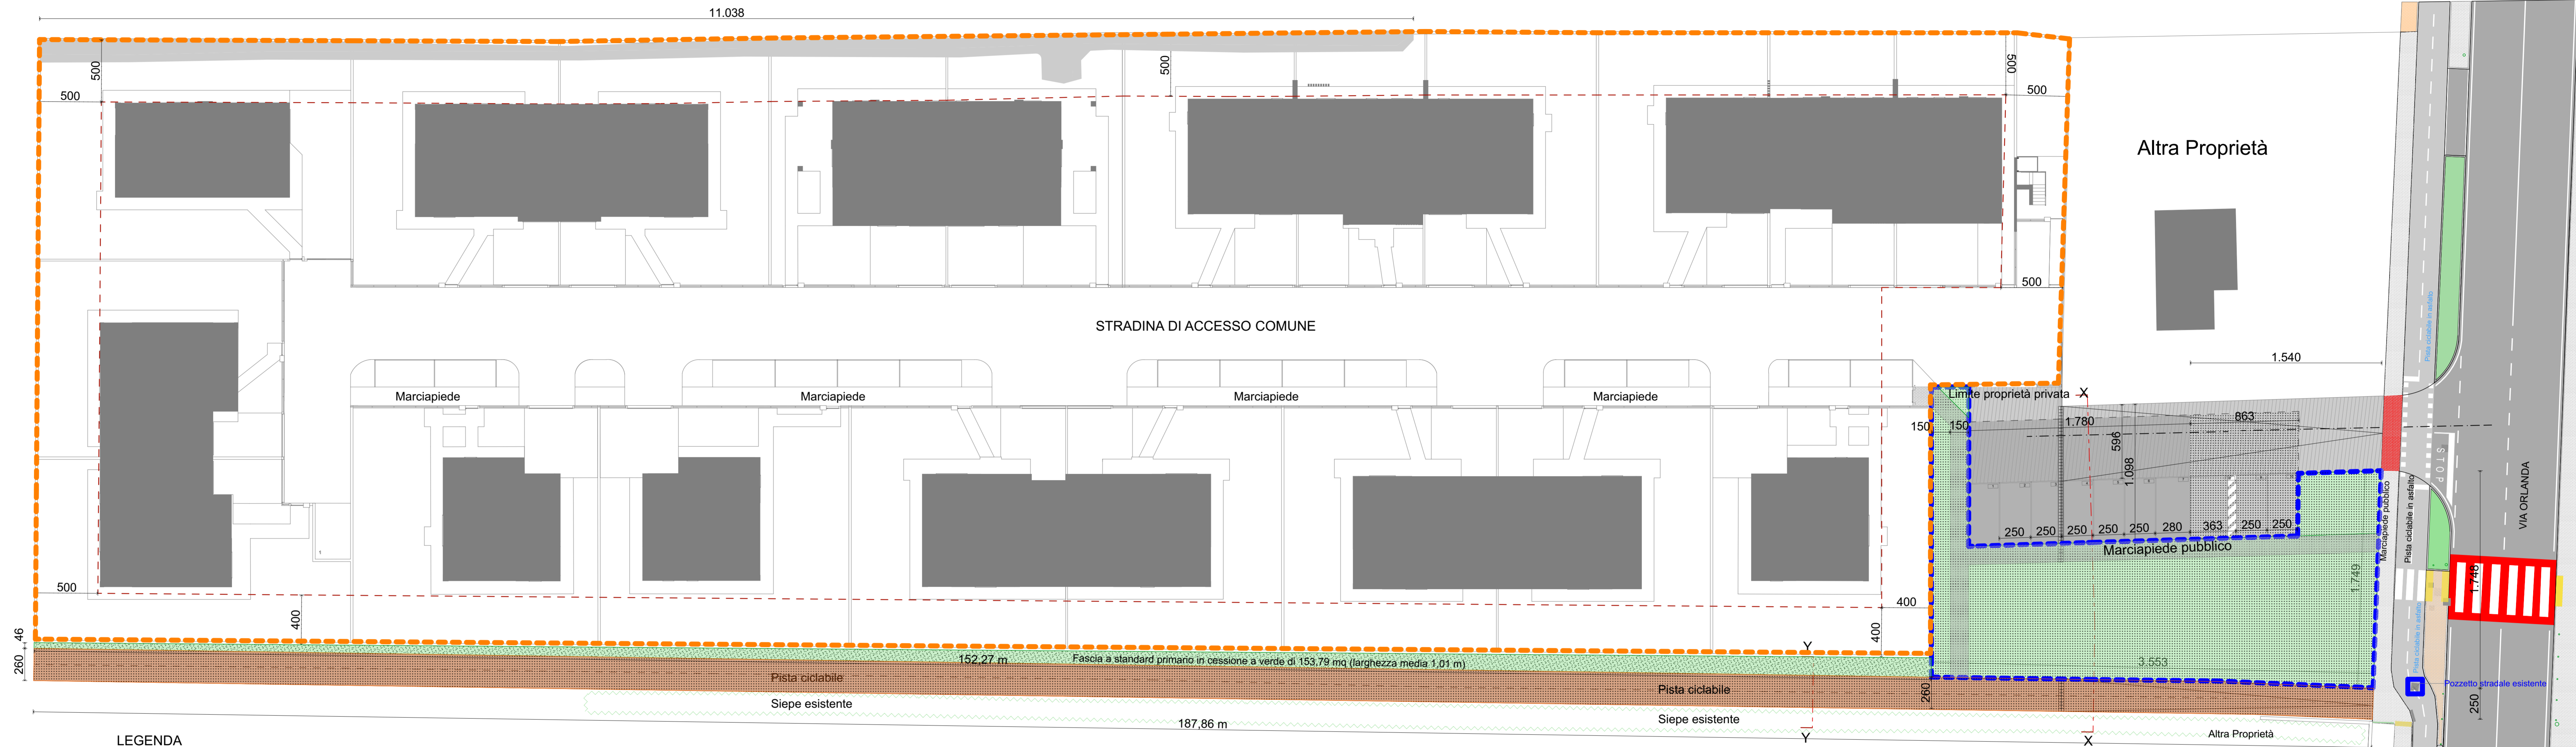 11.038
500
500
500
500
500
Altra Proprietà
500
STRADINA DI ACCESSO COMUNE
1.540
Marciapiede
Marciapiede
Marciapiede
Marciapiede
Limite proprietà privata
X
150
150
1.780
863
596
1.098
STOP
Pista ciclabile in asfalto
VIA ORLANDA
Marciapiede pubblico
Pista ciclabile in asfalto
250
250
250
250
250
280
363
250
250
Marciapiede pubblico
1.749
1.748
500
400
400
400
46
260
Y
152,27 m
Fascia a standard primario in cessione a verde di 153,79 mq (larghezza media 1,01 m)
3.553
Pista ciclabile
Pista ciclabile
260
Pista ciclabile in asfalto
Pozzetto stradale esistente
250
Siepe esistente
Siepe esistente
187,86 m
Altra Proprietà
Y
X
LEGENDA